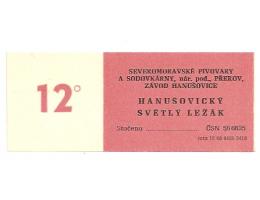 12°
SEVEROMORAVSKÉ PIVOVARY
A SODOVKÁRNY, nár. pod., PŘEROV,
ZÁVOD HANUŠOVICE
HANUŠOVICKÝ
SVĚTLÝ LEŽÁK
Stočeno ČSN 56 6635